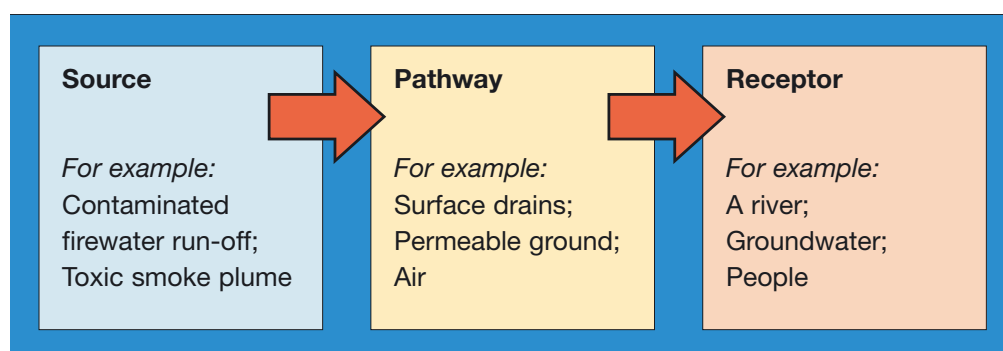 Source
For example:
Contaminated
firewater run-off;
Toxic smoke plume
Pathway
For example:
Surface drains;
Permeable ground;
Air
Receptor
For example:
A river;
Groundwater;
People